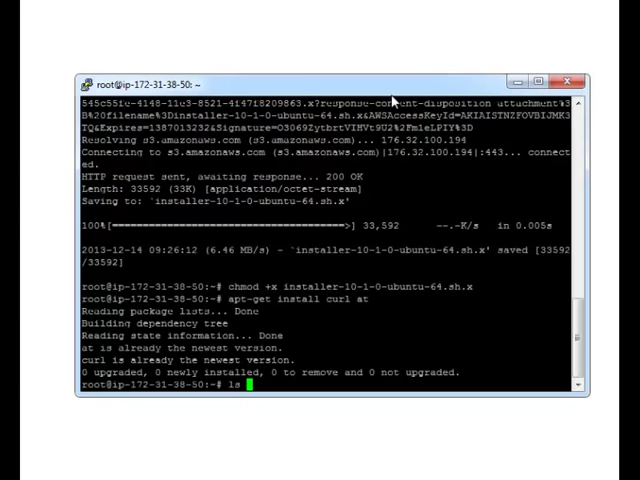 root@ip-172-31-38-50: ~
545c551e-4148-11e3-8521-4147f8209863.x?response-content-disposition attachment%3
B%20filename%3Dinstaller-10-1-0-ubuntu-64.sh.x&AWSAccessKeyId=AKIAISTNZFOVBIJMK3
TQ&Expires=1387013232&Signature=O3069ZytbrtVIHVt9U2%2Fm1eLPIY%3D
Resolving s3.amazonaws.com (s3.amazonaws.com)... 176.32.100.194
Connecting to s3.amazonaws.com (s3.amazonaws.com)|176.32.100.194|:443... connect
ed.
HTTP request sent, awaiting response... 200 OK
Length: 33592 (33K) [application/octet-stream]
Saving to: `installer-10-1-0-ubuntu-64.sh.x'
100%[======================================>] 33,592 --.-K/s in 0.005s
2013-12-14 09:26:12 (6.46 MB/s) - `installer-10-1-0-ubuntu-64.sh.x' saved [33592
/33592]
root@ip-172-31-38-50:~# chmod +x installer-10-1-0-ubuntu-64.sh.x
root@ip-172-31-38-50:~# apt-get install curl at
Reading package lists... Done
Building dependency tree
Reading state information... Done
at is already the newest version.
curl is already the newest version.
0 upgraded, 0 newly installed, 0 to remove and 0 not upgraded.
root@ip-172-31-38-50:~# ls